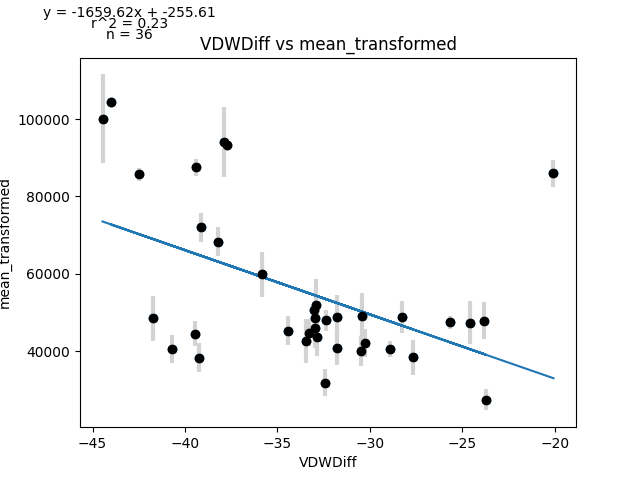 y = -1659.62x + -255.61
r^2 = 0.23
n = 36
VDWDiff vs mean_transformed
100000
80000
60000
40000
mean_transformed
−45
−40
−35
−30
−25
−20
VDWDiff